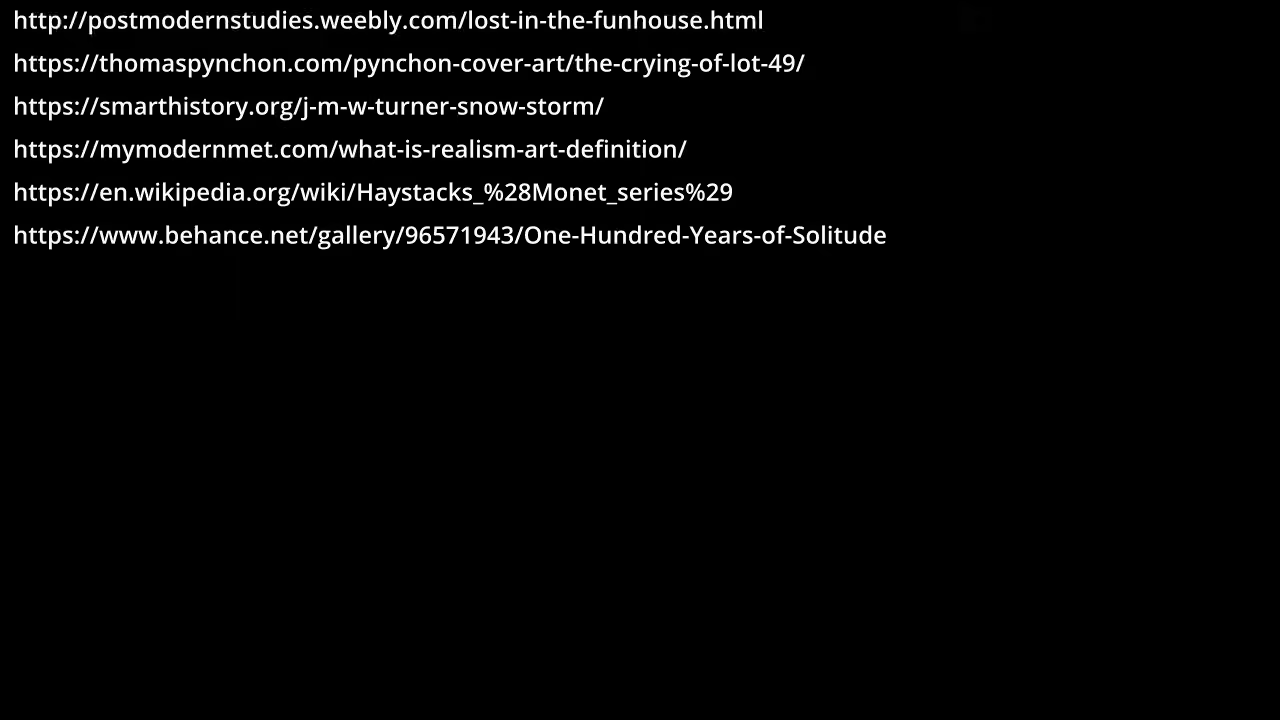 http://postmodernstudies.weebly.com/lost-in-the-funhouse.html
https://thomaspynchon.com/pynchon-cover-art/the-crying-of-lot-49/
https://smarthistory.org/j-m-w-turner-snow-storm/
https://mymodernmet.com/what-is-realism-art-definition/
https://en.wikipedia.org/wiki/Haystacks_%28Monet_series%29
https://www.behance.net/gallery/96571943/One-Hundred-Years-of-Solitude